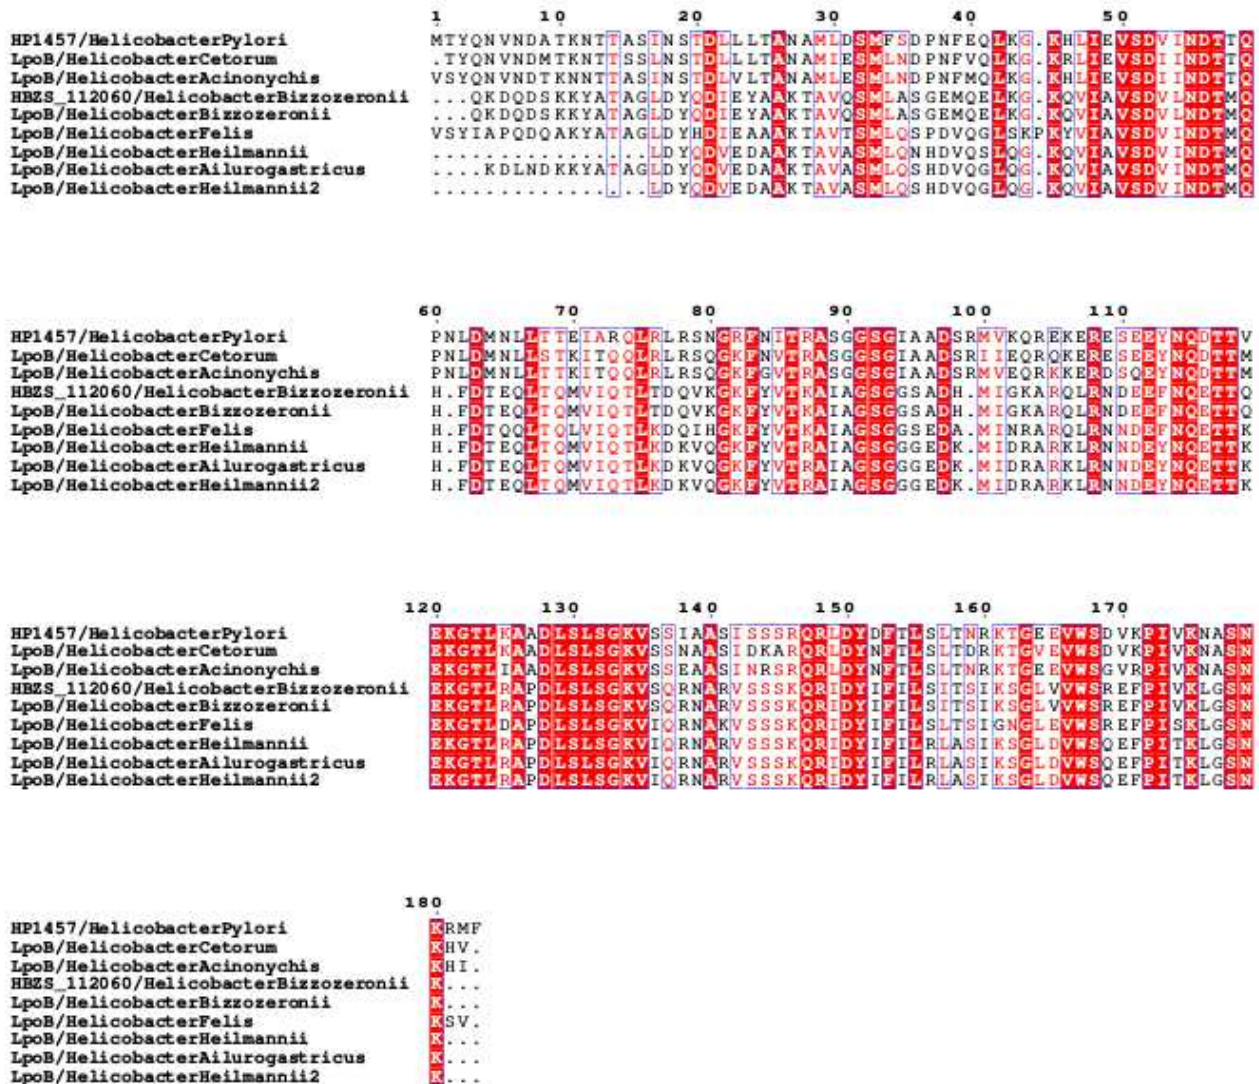 1 10 20 30 40 50
HP1457/HelicobacterPylori MTYQNVNDATKNTTASINSTDLLLTANAMLDSMFSDPNFEQLKG.KHLIEVSDVINDTTQ
LpoB/HelicobacterCetorum .TYQNVNDMTKNTTSSLNSTDLLLTANAMIESMLNDPNFVQLKG.KRLIEVSDIINDTTQ
LpoB/HelicobacterAcinonychis VSYQNVNDTKNNTTSSINSTDLVLTANAMLESMLNDPNFMQLKG.KHLIEVSDVINDTTQ
HBZS_112060/HelicobacterBizzozeronii ...QKDQDSKKYATAGLDYQDIEYAAKTAVQSMLASGEMQELKG.KQVIAVSDVLNDTMQ
LpoB/HelicobacterBizzozeronii ...QKDQDSKKYATAGLDYQDIEYAAKTAVQSMLASGEMQELKG.KQVIAVSDVLNDTMQ
LpoB/HelicobacterFelis VSYIAPQDQAKYATAGLDYHDIEAAAKTAVTSMLQSPDVQGLSKPKYVIAVSDVINDTMQ
LpoB/HelicobacterHeilmannii ................LDYQDVEDAAKTAVASMLQNHDVQSLQG.KQVIAVSDVINDTMQ
LpoB/HelicobacterAilurogastricus ....KDLNDKKYATAGLDYQDVEDAAKTAVASMLQNHDVQGLQG.KQVIAVSDVINDTMQ
LpoB/HelicobacterHeilmannii2 ................LDYQDVEDAAKTAVASMLQSHDVQGLQG.KQVIAVSDVINDTMQ
60 70 80 90 100 110
HP1457/HelicobacterPylori PNLDMNLLTTEIARQLRLRSNGRFNITRASGGSGIAADSRMVKQREKERESEEYNQDTTV
LpoB/HelicobacterCetorum PNLDMNLLSTKITQQLRLRSQGKFNVTRASGGSGIAADSRIIEQRQKERESEEYNQDTTM
LpoB/HelicobacterAcinonychis PNLDMNLLTTKITQQLRLRSQGKFGVTRASGGSGIAADSRMVEQRKKERDSQEYNQDTTM
HBZS_112060/HelicobacterBizzozeronii H.FDTEQLTQMVIQTLTDQVKGKFYVTKAIAGSGGSADH.MIGKARQLRNDEEFNQETTQ
LpoB/HelicobacterBizzozeronii H.FDTEQLTQMVIQTLTDQVKGKFYVTKAIAGSGGSADH.MIGKARQLRNDEEFNQETTQ
LpoB/HelicobacterFelis H.FDTQQLTQLVIQTLKDQIHGKFYVTKAIAGSGGSEDA.MINRARQLRNNDEFNQETTK
LpoB/HelicobacterHeilmannii H.FDTEQLTQMVIQTLKDKVQGKFYVTRAIAGSGGGEDK.MIDRARKLRNNDEYNQETTK
LpoB/HelicobacterAilurogastricus H.FDTEQLTQMVIQTLKDKVQGKFYVTRAIAGSGGGEDK.MIDRARKLRNNDEYNQETTK
LpoB/HelicobacterHeilmannii2 H.FDTEQLTQMVIQTLKDKVQGKFYVTRAIAGSGGGEDK.MIDRARKLRNNDEYNQETTK
120 130 140 150 160 170
HP1457/HelicobacterPylori EKGTLKAADLSLSGKVSSIAASISSSRQRLDYDFTLSLTNRKTGEEVWSDVKPIVKNASN
LpoB/HelicobacterCetorum EKGTLKAADLSLSGKVSSNAASIDKARQRLDYNFTLSLTDRKTGVEVWSDVKPIVKNASN
LpoB/HelicobacterAcinonychis EKGTLIAADLSLSGKVSSEAASINRSRQRLDYNFTLSLTNRKTGEEVWSGVRPIVKNASN
HBZS_112060/HelicobacterBizzozeronii EKGTLRAPDLSLSGKVSQRNARVSSSKQRIDYIFILSITSIKSGLVVWSREFPIVKLGSN
LpoB/HelicobacterBizzozeronii EKGTLRAPDLSLSGKVSQRNARVSSSKQRIDYIFILSITSIKSGLVVWSREFPIVKLGSN
LpoB/HelicobacterFelis EKGTLDAPDLSLSGKVIQRNAKVSSSKQRIDYIFILSLTSIGNGLEVWSREFPISKLGSN
LpoB/HelicobacterHeilmannii EKGTLRAPDLSLSGKVIQRNARVSSSKQRIDYIFILRLASIKSGLDVWSQEFPITKLGSN
LpoB/HelicobacterAilurogastricus EKGTLRAPDLSLSGKVIQRNARVSSSKQRIDYIFILRLASIKSGLDVWSQEFPITKLGSN
LpoB/HelicobacterHeilmannii2 EKGTLRAPDLSLSGKVIQRNARVSSSKQRIDYIFILRLASIKSGLDVWSQEFPITKLGSN
180
HP1457/HelicobacterPylori KRMF
LpoB/HelicobacterCetorum KHV.
LpoB/HelicobacterAcinonychis KHI.
HBZS_112060/HelicobacterBizzozeronii K...
LpoB/HelicobacterBizzozeronii K...
LpoB/HelicobacterFelis KSV.
LpoB/HelicobacterHeilmannii K...
LpoB/HelicobacterAilurogastricus K...
LpoB/HelicobacterHeilmannii2 K...